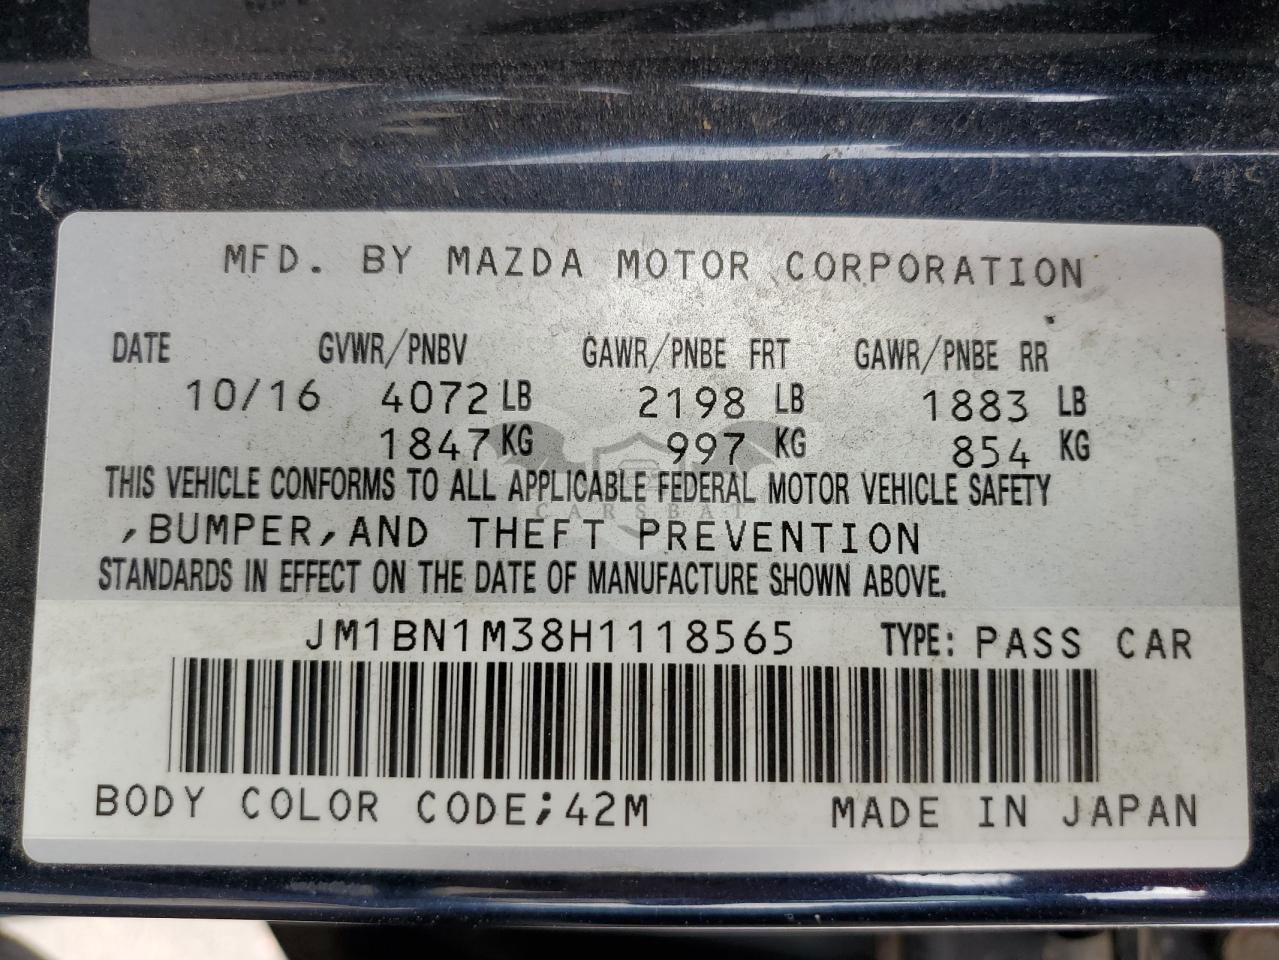 MFD. BY MAZDA MOTOR CORPORATION
DATE GVWR/PNBV GAWR/PNBE FRT GAWR/PNBE RR
10/16 4072 LB 2198 LB 1883 LB
1847 KG 997 KG 854 KG
THIS VEHICLE CONFORMS TO ALL APPLICABLE FEDERAL MOTOR VEHICLE SAFETY
CARSBAT
,BUMPER,AND THEFT PREVENTION
STANDARDS IN EFFECT ON THE DATE OF MANUFACTURE SHOWN ABOVE.
JM1BN1M38H1118565 TYPE: PASS CAR
BODY COLOR CODE;42M MADE IN JAPAN